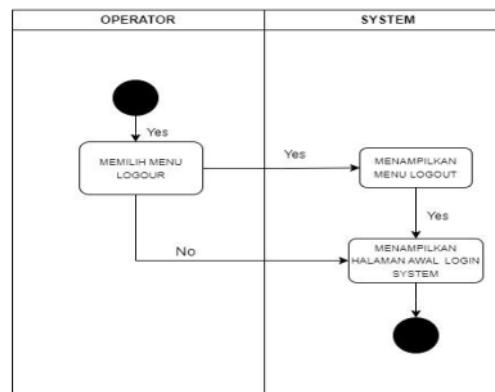 OPERATOR
SYSTEM
Yes
MEMILIH MENU
LOGOUR
Yes
MENAMPILKAN
MENU LOGOUT
Yes
No
MENAMPILKAN
HALAMAN AWAL LOGIN
SYSTEM